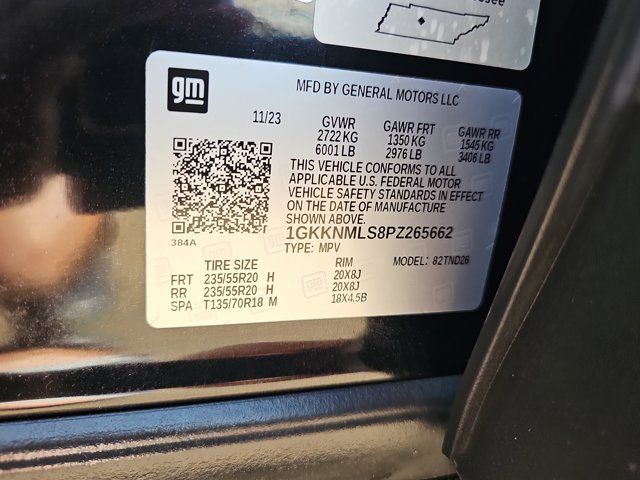 gm
MFD BY GENERAL MOTORS LLC
11/23 GVWR GAWR FRT GAWR RR
2722 KG 1350 KG 1545 KG
6001 LB 2976 LB 3406 LB
THIS VEHICLE CONFORMS TO ALL
APPLICABLE U.S. FEDERAL MOTOR
VEHICLE SAFETY STANDARDS IN EFFECT
ON THE DATE OF MANUFACTURE
SHOWN ABOVE.
384A
1GKKNMLS8PZ265662
TYPE: MPV MODEL: 82TND26
TIRE SIZE RIM
FRT 235/55R20 H 20X8J
RR 235/55R20 H 20X8J
SPA T135/70R18 M 18X4.5B